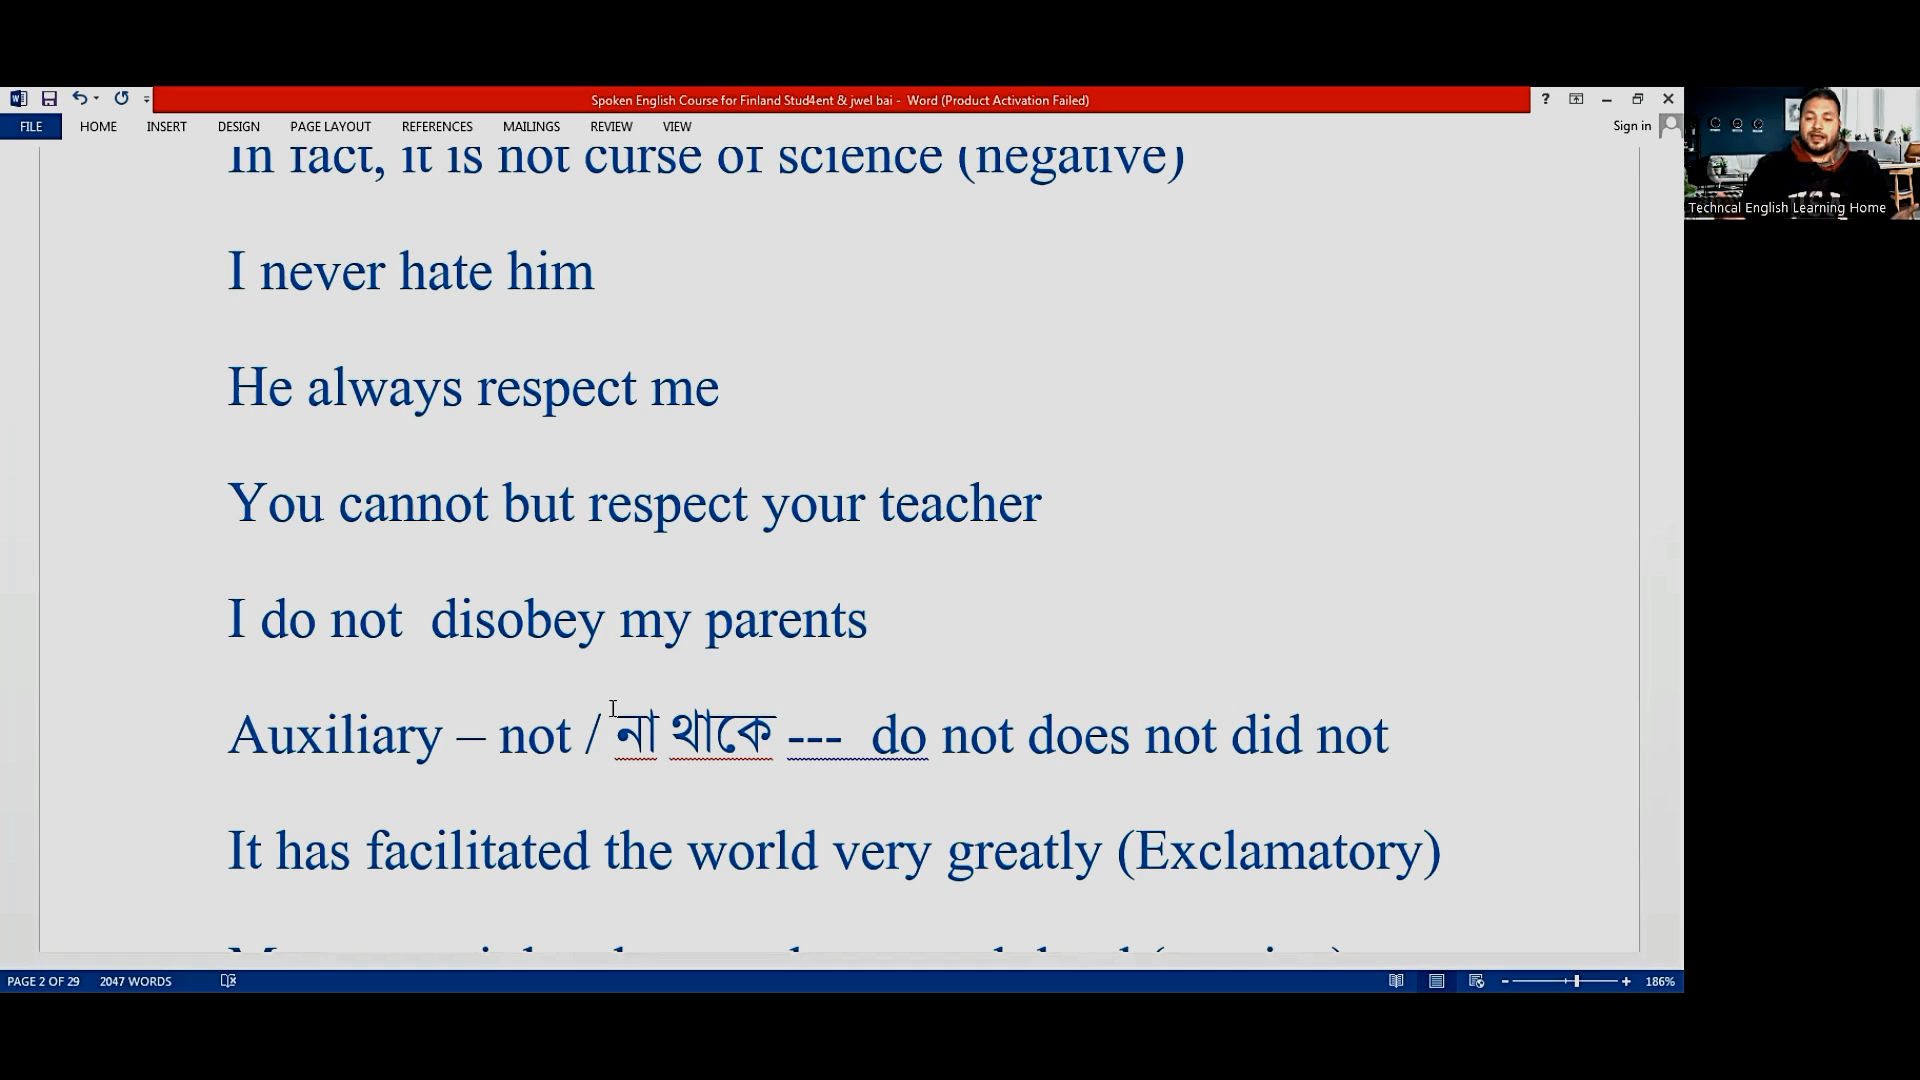 Spoken English Course for Finland Stud4ent & jwel bai - Word (Product Activation Failed)
FILE HOME INSERT DESIGN PAGE LAYOUT REFERENCES MAILINGS REVIEW VIEW Sign in
In fact, it is not curse of science (negative)
I never hate him
He always respect me
You cannot but respect your teacher
I do not disobey my parents
Auxiliary – not / না থাকে --- do not does not did not
It has facilitated the world very greatly (Exclamatory)
Techncal English Learning Home
PAGE 2 OF 29 2047 WORDS 186%